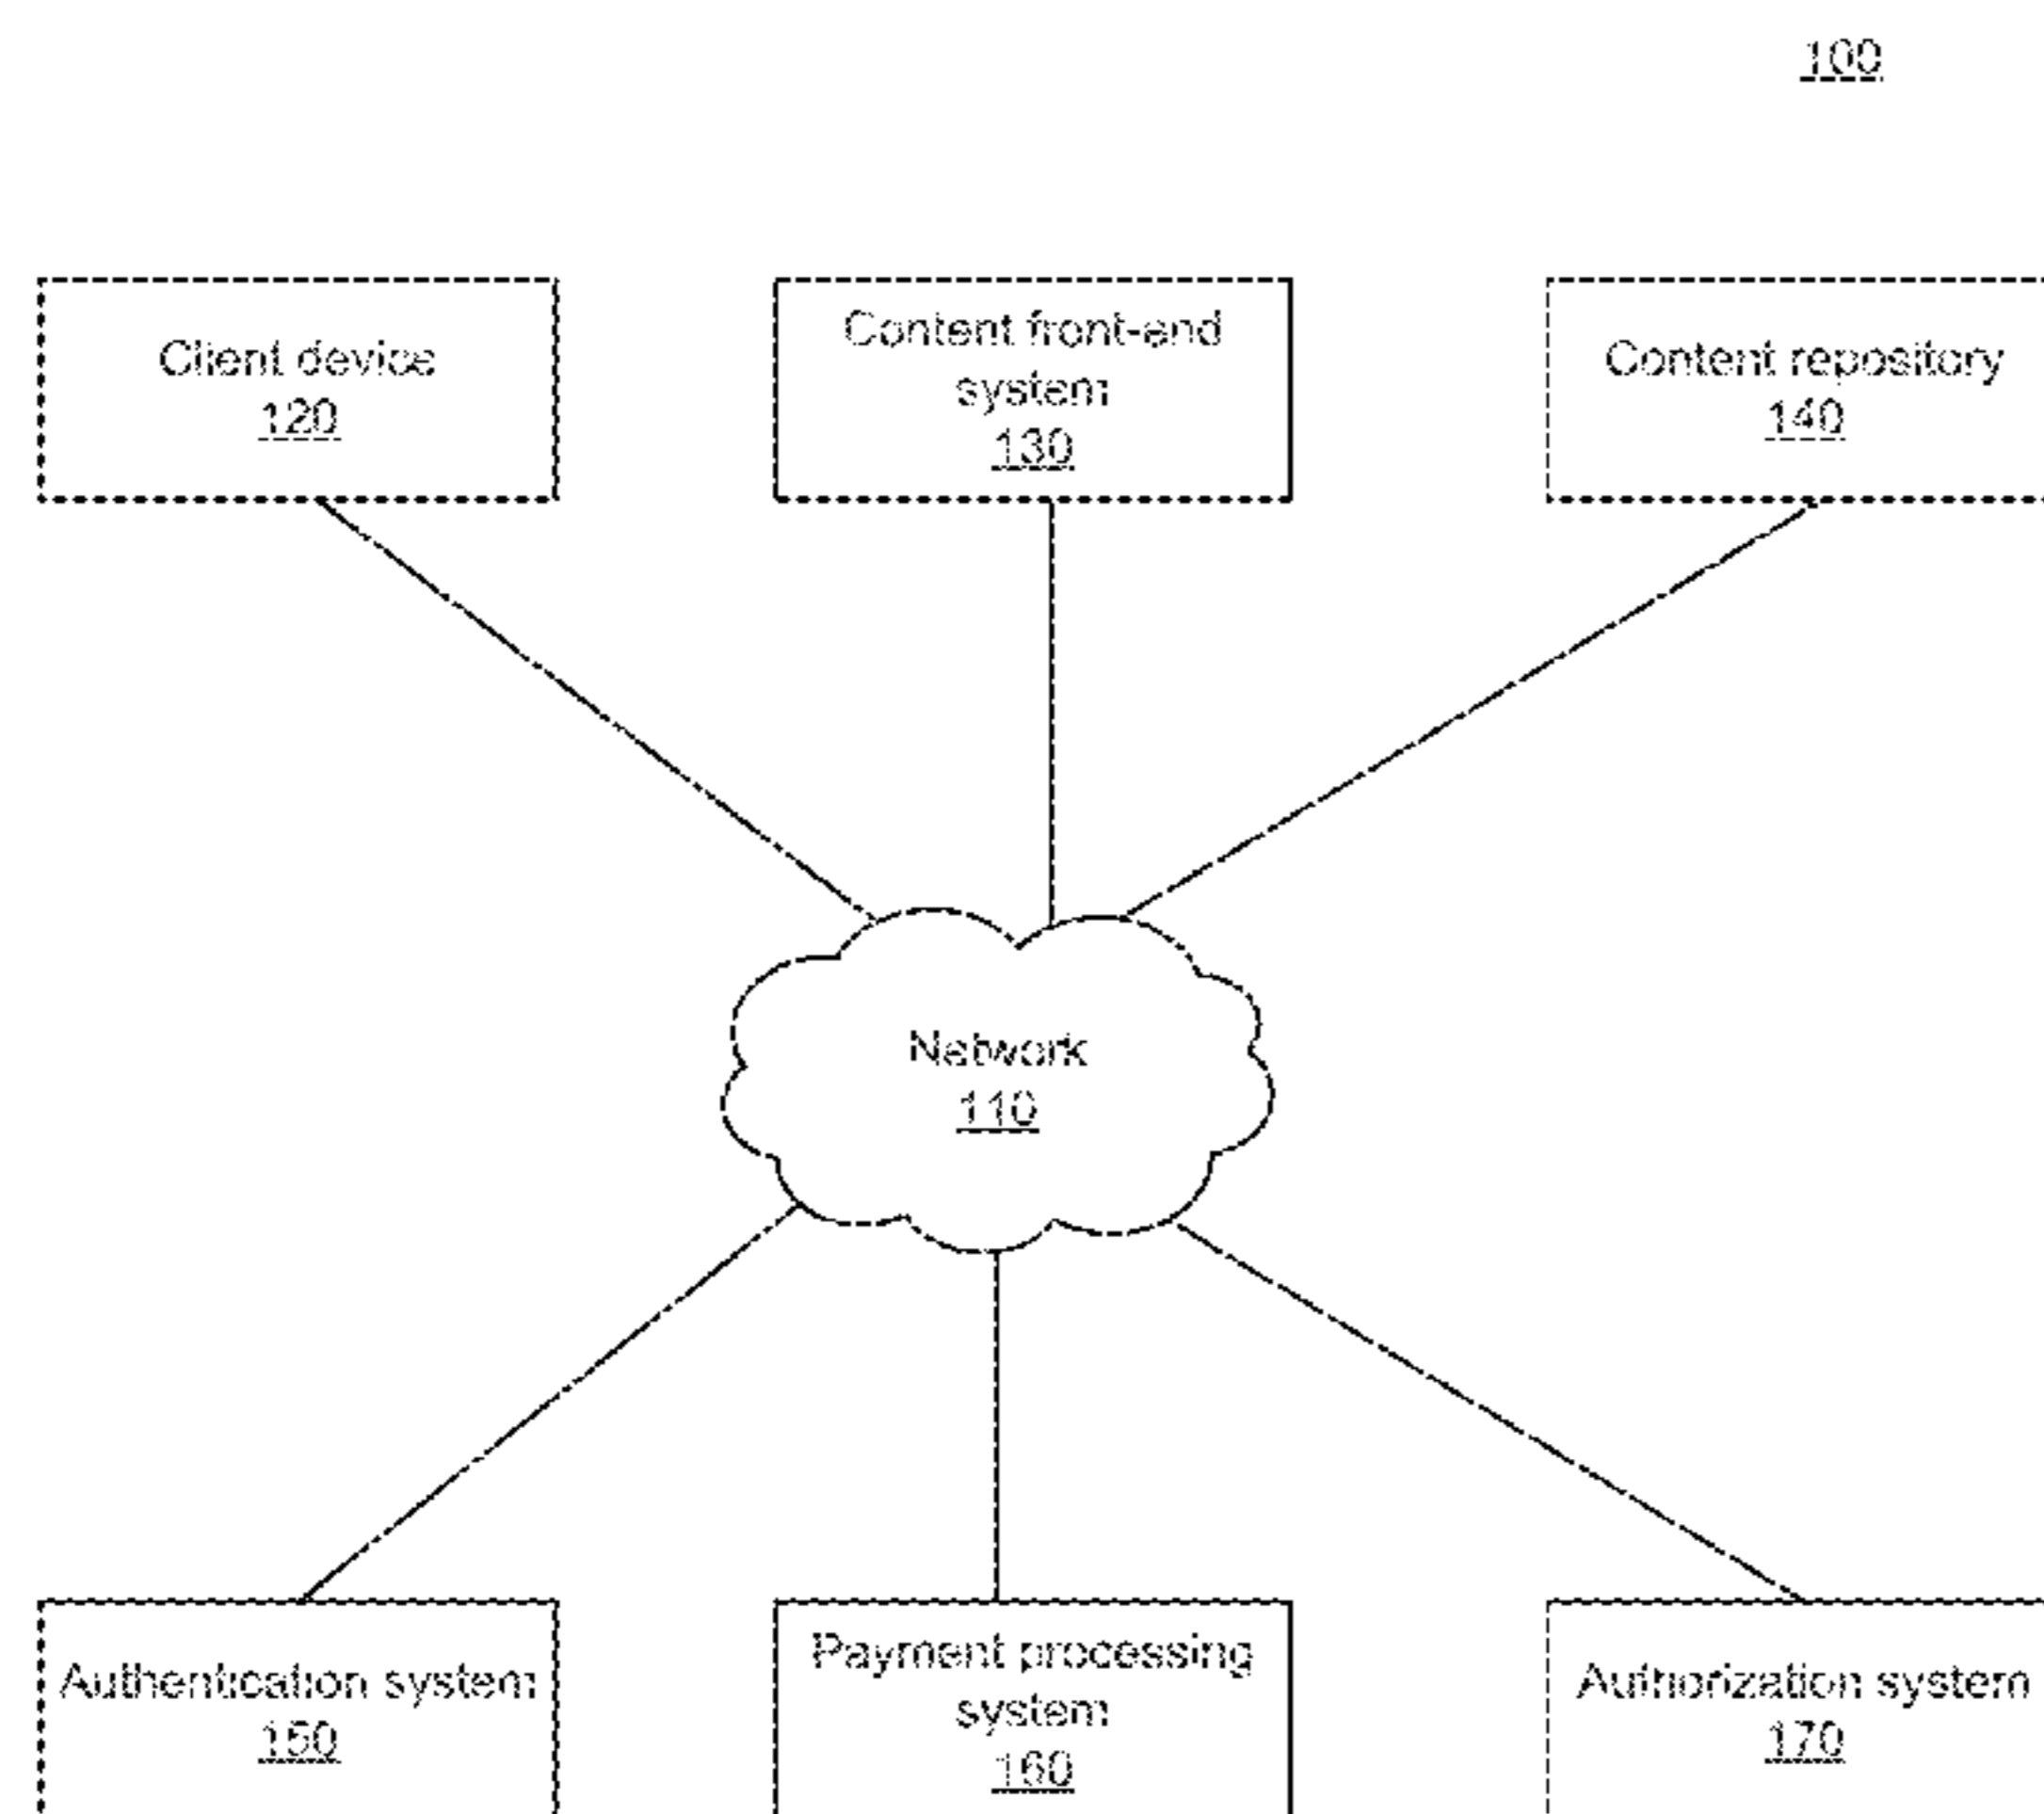 100
Client device
120
Content front-end
system
130
Content repository
140
Network
110
Authentication system
150
Payment processing
system
160
Authorization system
170